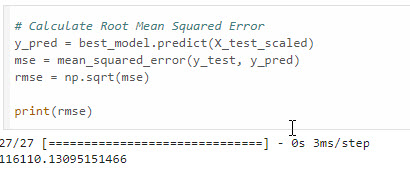 # Calculate Root Mean Squared Error
y_pred = best_model.predict(X_test_scaled)
mse = mean_squared_error(y_test, y_pred)
rmse = np.sqrt(mse)
print(rmse)
27/27 [==============================] - 0s 3ms/step
116110.13095151466